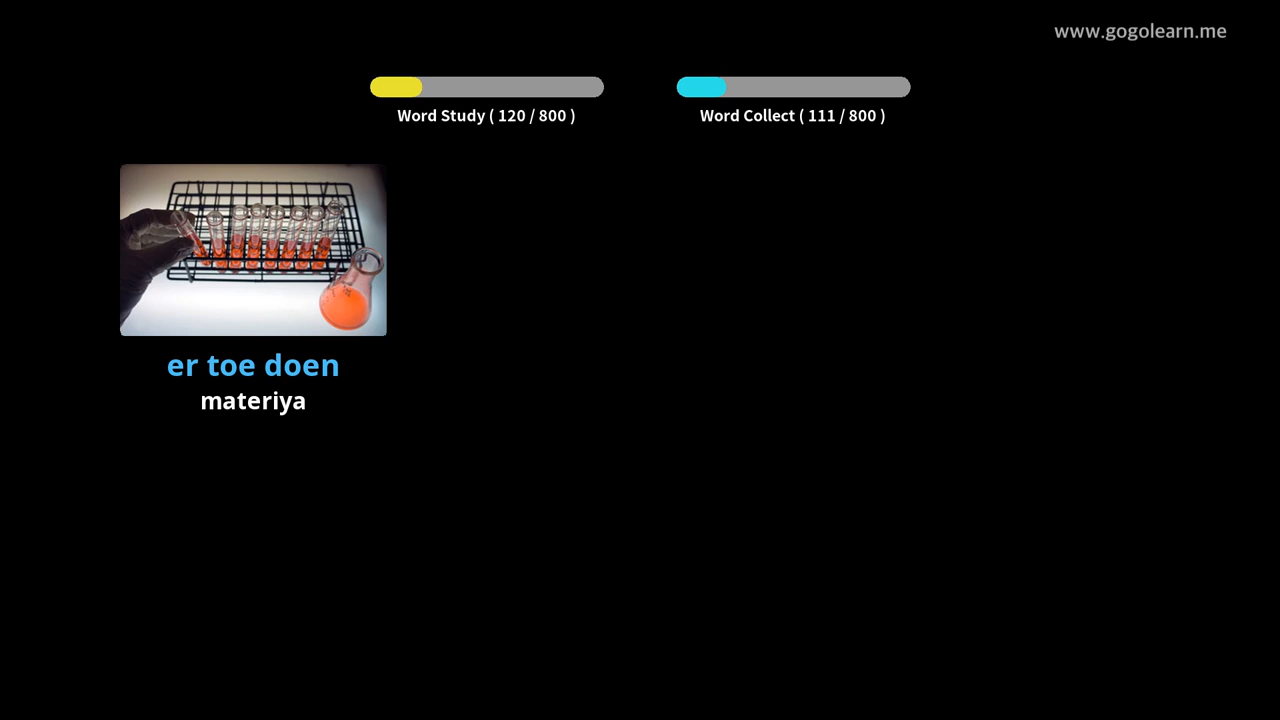 www.gogolearn.me
Word Study ( 120 / 800 )
Word Collect ( 111 / 800 )
er toe doen
materiya